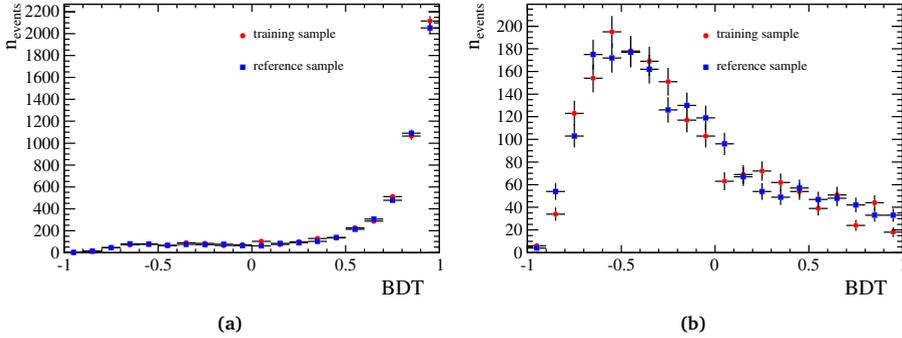 n_events
2200
2000
1800
1600
1400
1200
1000
800
600
400
200
0
training sample
reference sample
-1 -0.5 0 0.5 1
BDT
(a)
n_events
200
180
160
140
120
100
80
60
40
20
0
training sample
reference sample
-1 -0.5 0 0.5 1
BDT
(b)